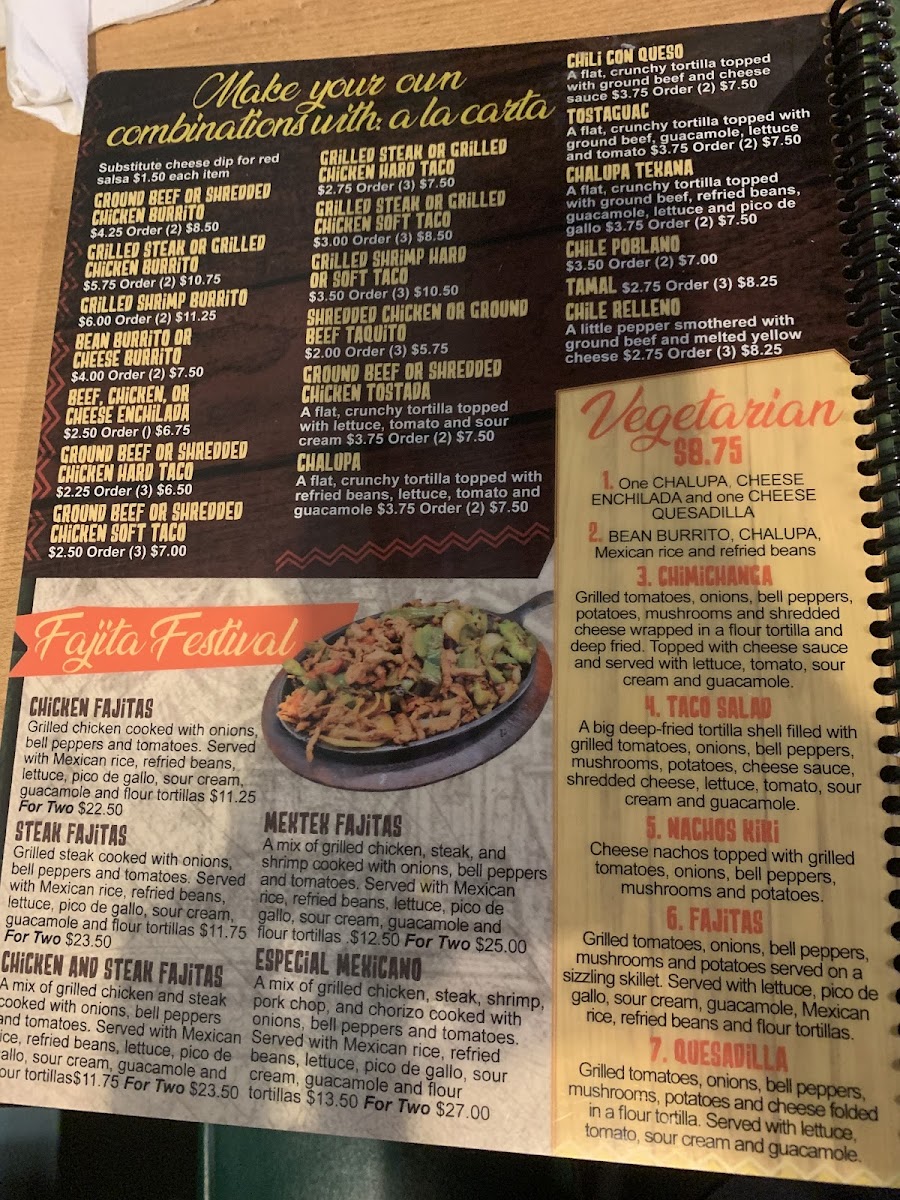 Make your own
combinations with: a la carta
Substitute cheese dip for red
salsa $1.50 each item
GROUND BEEF OR SHREDDED
CHICKEN BURRITO
$4.25 Order (2) $8.50
GRILLED STEAK OR GRILLED
CHICKEN BURRITO
$5.75 Order (2) $10.75
GRILLED SHRIMP BURRITO
$6.00 Order (2) $11.25
BEAN BURRITO OR
CHEESE BURRITO
$4.00 Order (2) $7.50
BEEF, CHICKEN, OR
CHEESE ENCHILADA
$2.50 Order () $6.75
GROUND BEEF OR SHREDDED
CHICKEN HARD TACO
$2.25 Order (3) $6.50
GROUND BEEF OR SHREDDED
CHICKEN SOFT TACO
$2.50 Order (3) $7.00
GRILLED STEAK OR GRILLED
CHICKEN HARD TACO
$2.75 Order (3) $7.50
GRILLED STEAK OR GRILLED
CHICKEN SOFT TACO
$3.00 Order (3) $8.50
GRILLED SHRIMP HARD
OR SOFT TACO
$3.50 Order (3) $10.50
SHREDDED CHICKEN OR GROUND
BEEF TAQUITO
$2.00 Order (3) $5.75
GROUND BEEF OR SHREDDED
CHICKEN TOSTADA
A flat, crunchy tortilla topped
with lettuce, tomato and sour
cream $3.75 Order (2) $7.50
CHALUPA
A flat, crunchy tortilla topped with
refried beans, lettuce, tomato and
guacamole $3.75 Order (2) $7.50
CHILI CON QUESO
A flat, crunchy tortilla topped
with ground beef and cheese
sauce $3.75 Order (2) $7.50
TOSTAGUAC
A flat, crunchy tortilla topped with
ground beef, guacamole, lettuce
and tomato $3.75 Order (2) $7.50
CHALUPA TEXANA
A flat, crunchy tortilla topped
with ground beef, refried beans,
guacamole, lettuce and pico de
gallo $3.75 Order (2) $7.50
CHILE POBLANO
$3.50 Order (2) $7.00
TAMAL $2.75 Order (3) $8.25
CHILE RELLENO
A little pepper smothered with
ground beef and melted yellow
cheese $2.75 Order (3) $8.25
Vegetarian
$8.75
1. One CHALUPA, CHEESE
ENCHILADA and one CHEESE
QUESADILLA
2. BEAN BURRITO, CHALUPA,
Mexican rice and refried beans
3. CHIMICHANGA
Grilled tomatoes, onions, bell peppers,
potatoes, mushrooms and shredded
cheese wrapped in a flour tortilla and
deep fried. Topped with cheese sauce
and served with lettuce, tomato, sour
cream and guacamole.
4. TACO SALAD
A big deep-fried tortilla shell filled with
grilled tomatoes, onions, bell peppers,
mushrooms, potatoes, cheese sauce,
shredded cheese, lettuce, tomato, sour
cream and guacamole.
5. NACHOS KIKI
Cheese nachos topped with grilled
tomatoes, onions, bell peppers,
mushrooms and potatoes.
6. FAJITAS
Grilled tomatoes, onions, bell peppers,
mushrooms and potatoes served on a
sizzling skillet. Served with lettuce, pico de
gallo, sour cream, guacamole, Mexican
rice, refried beans and flour tortillas.
7. QUESADILLA
Grilled tomatoes, onions, bell peppers,
mushrooms, potatoes and cheese folded
in a flour tortilla. Served with lettuce,
tomato, sour cream and guacamole.
Fajita Festival
CHICKEN FAJITAS
Grilled chicken cooked with onions,
bell peppers and tomatoes. Served
with Mexican rice, refried beans,
lettuce, pico de gallo, sour cream,
guacamole and flour tortillas $11.25
For Two $22.50
STEAK FAJITAS
Grilled steak cooked with onions,
bell peppers and tomatoes. Served
with Mexican rice, refried beans,
lettuce, pico de gallo, sour cream,
guacamole and flour tortillas $11.75
For Two $23.50
CHICKEN AND STEAK FAJITAS
A mix of grilled chicken and steak
cooked with onions, bell peppers
and tomatoes. Served with Mexican
ice, refried beans, lettuce, pico de
allo, sour cream, guacamole and
our tortillas$11.75 For Two $23.50
MEXTEX FAJITAS
A mix of grilled chicken, steak, and
shrimp cooked with onions, bell peppers
and tomatoes. Served with Mexican
rice, refried beans, lettuce, pico de
gallo, sour cream, guacamole and
flour tortillas .$12.50 For Two $25.00
ESPECIAL MEXICANO
A mix of grilled chicken, steak, shrimp,
pork chop, and chorizo cooked with
onions, bell peppers and tomatoes.
Served with Mexican rice, refried
beans, lettuce, pico de gallo, sour
cream, guacamole and flour
tortillas $13.50 For Two $27.00